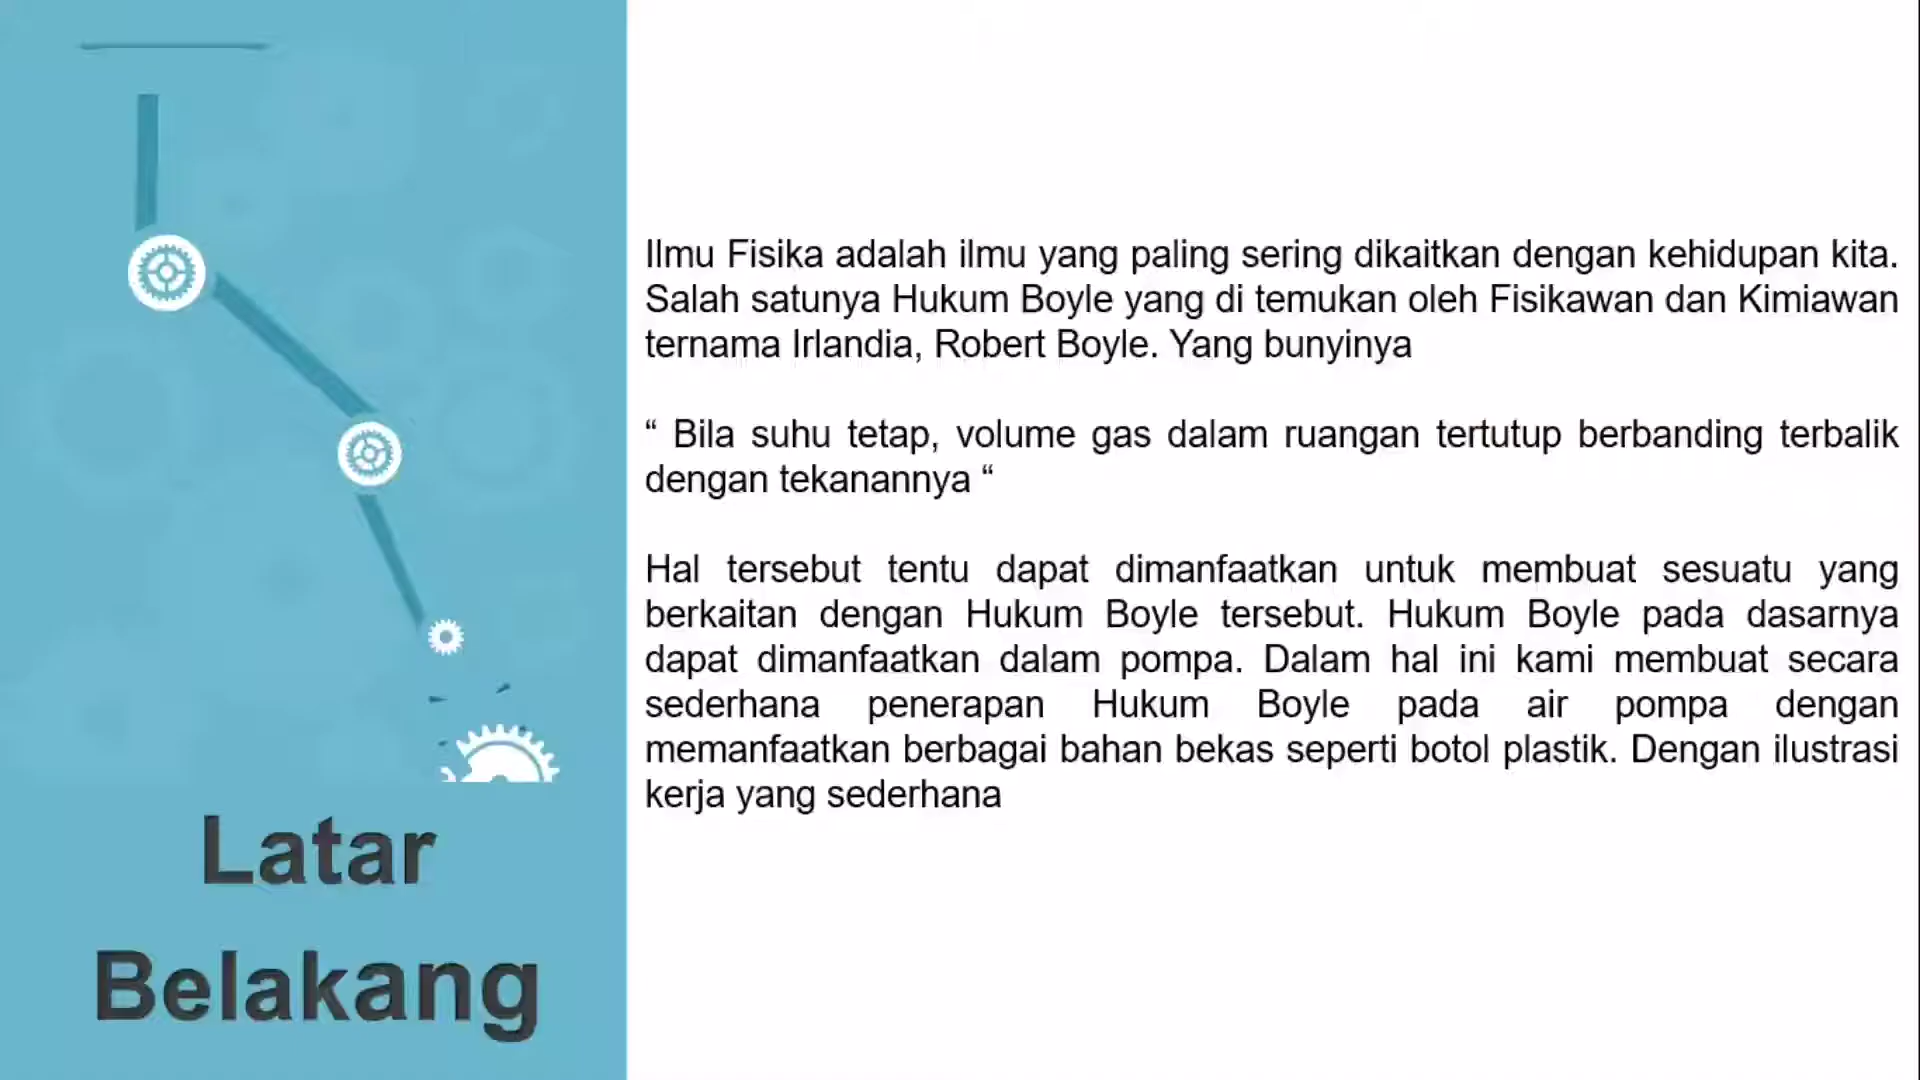 Ilmu Fisika adalah ilmu yang paling sering dikaitkan dengan kehidupan kita.
Salah satunya Hukum Boyle yang di temukan oleh Fisikawan dan Kimiawan
ternama Irlandia, Robert Boyle. Yang bunyinya
“ Bila suhu tetap, volume gas dalam ruangan tertutup berbanding terbalik
dengan tekanannya “
Hal tersebut tentu dapat dimanfaatkan untuk membuat sesuatu yang
berkaitan dengan Hukum Boyle tersebut. Hukum Boyle pada dasarnya
dapat dimanfaatkan dalam pompa. Dalam hal ini kami membuat secara
sederhana penerapan Hukum Boyle pada air pompa dengan
memanfaatkan berbagai bahan bekas seperti botol plastik. Dengan ilustrasi
kerja yang sederhana
Latar
Belakang